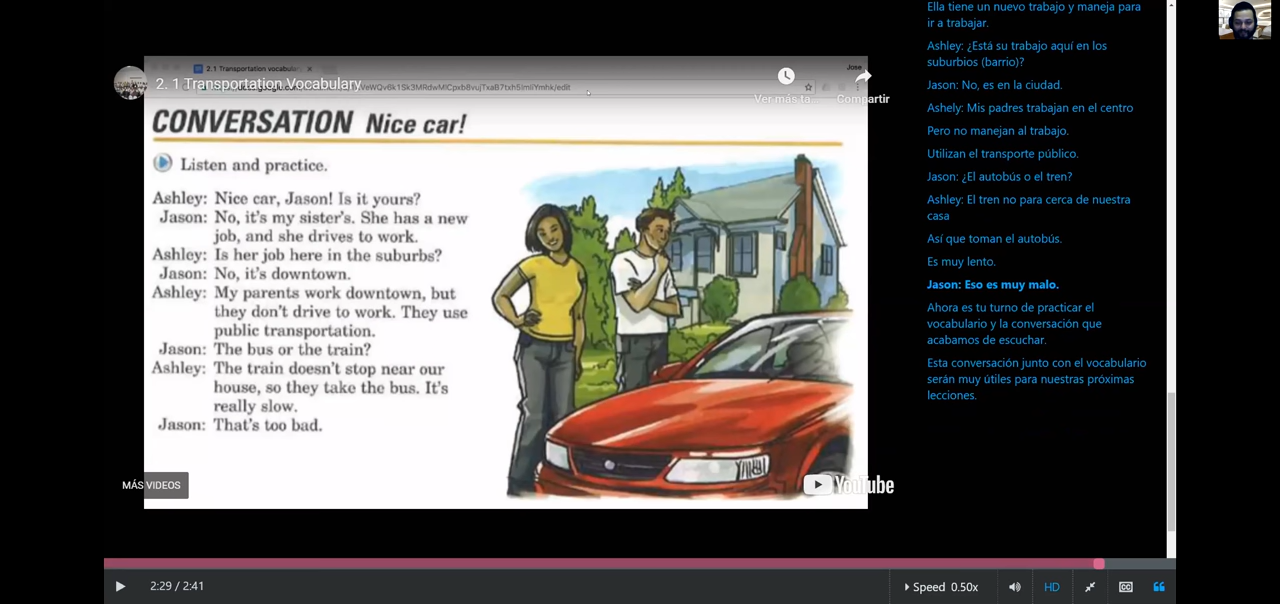 Jose
2.1 Transportation vocabular
2. 1 Transportation Vocabulary
Ver más ta...
Compartir
CONVERSATION Nice car!
Listen and practice.
Ashley: Nice car, Jason! Is it yours?
Jason: No, it's my sister's. She has a new
job, and she drives to work.
Ashley: Is her job here in the suburbs?
Jason: No, it's downtown.
Ashley: My parents work downtown, but
they don't drive to work. They use
public transportation.
Jason: The bus or the train?
Ashley: The train doesn't stop near our
house, so they take the bus. It's
really slow.
Jason: That's too bad.
MÁS VIDEOS
YouTube
Ella tiene un nuevo trabajo y maneja para
ir a trabajar.
Ashley: ¿Está su trabajo aquí en los
suburbios (barrio)?
Jason: No, es en la ciudad.
Ashely: Mis padres trabajan en el centro
Pero no manejan al trabajo.
Utilizan el transporte público.
Jason: ¿El autobús o el tren?
Ashley: El tren no para cerca de nuestra
casa
Así que toman el autobús.
Es muy lento.
Jason: Eso es muy malo.
Ahora es tu turno de practicar el
vocabulario y la conversación que
acabamos de escuchar.
Esta conversación junto con el vocabulario
serán muy útiles para nuestras próximas
lecciones.
2:29 / 2:41
Speed 0.50x
HD
CC